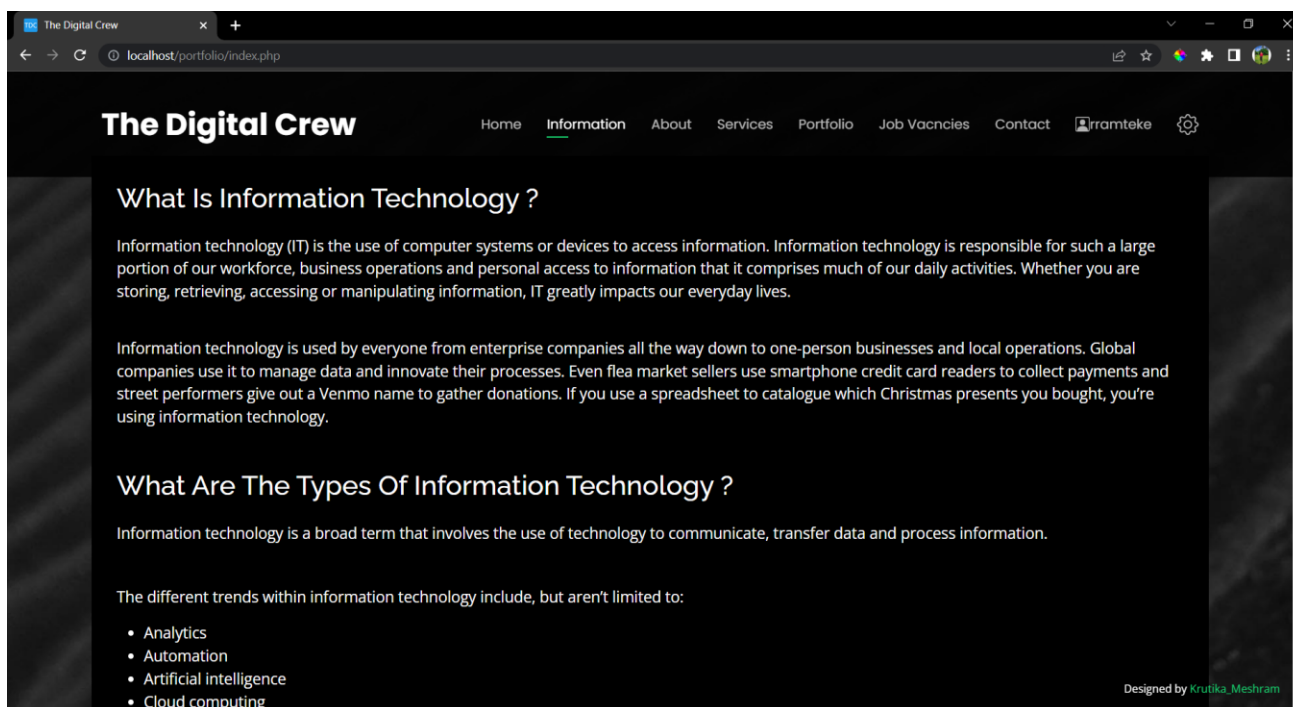 TDC The Digital Crew
localhost/portfolio/index.php
The Digital Crew
Home Information About Services Portfolio Job Vacncies Contact rramteke
What Is Information Technology ?
Information technology (IT) is the use of computer systems or devices to access information. Information technology is responsible for such a large
portion of our workforce, business operations and personal access to information that it comprises much of our daily activities. Whether you are
storing, retrieving, accessing or manipulating information, IT greatly impacts our everyday lives.
Information technology is used by everyone from enterprise companies all the way down to one-person businesses and local operations. Global
companies use it to manage data and innovate their processes. Even flea market sellers use smartphone credit card readers to collect payments and
street performers give out a Venmo name to gather donations. If you use a spreadsheet to catalogue which Christmas presents you bought, you’re
using information technology.
What Are The Types Of Information Technology ?
Information technology is a broad term that involves the use of technology to communicate, transfer data and process information.
The different trends within information technology include, but aren’t limited to:
• Analytics
• Automation
• Artificial intelligence
• Cloud computing
Designed by Krutika_Meshram